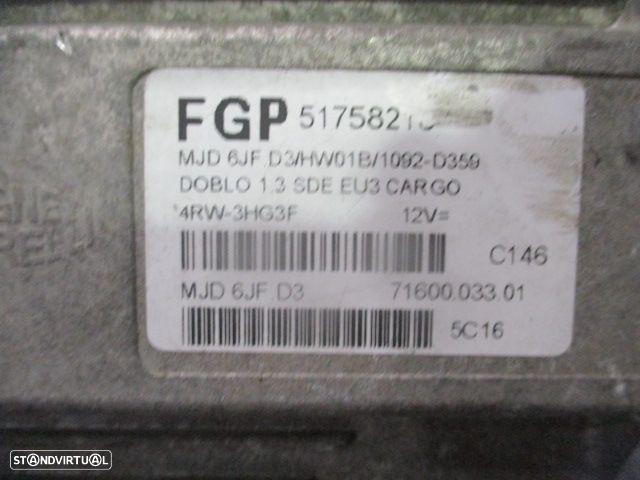 FGP 5175821
MJD 6JF.D3/HW01B/1092-D359
DOBLO 1.3 SDE EU3 CARGO
4RW-3HG3F 12V=
C146
MJD 6JF.D3 71600.033.01
5C16
STANDVIRTUAL